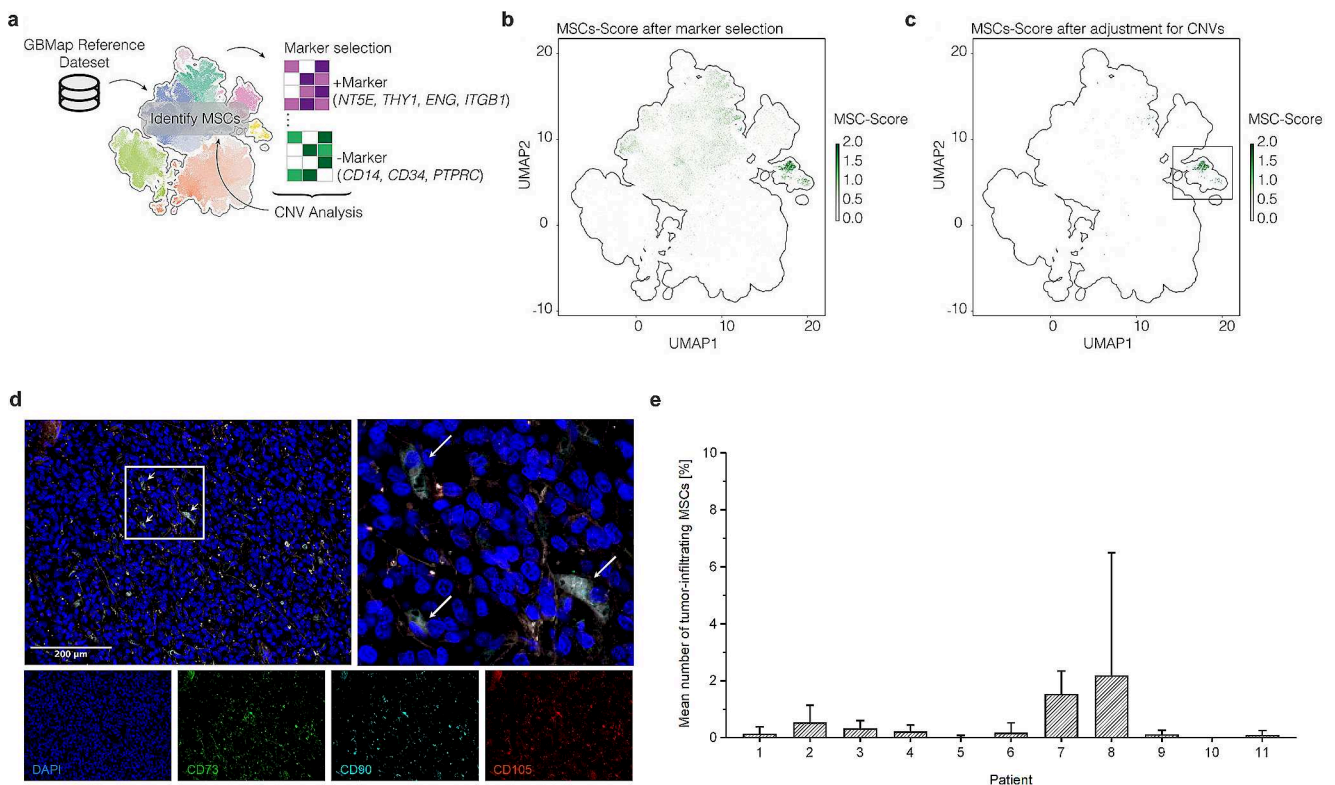 a
GBMap Reference
Dateset
Identify MSCs
Marker selection
+Marker
(NT5E, THY1, ENG, ITGB1)
-Marker
(CD14, CD34, PTPRC)
CNV Analysis
b
MSCs-Score after marker selection
20
10
0
-10
UMAP2
0
10
20
UMAP1
MSC-Score
2.0
1.5
1.0
0.5
0.0
c
MSCs-Score after adjustment for CNVs
20
10
0
-10
UMAP2
0
10
20
UMAP1
MSC-Score
2.0
1.5
1.0
0.5
0.0
d
200 μm
DAPI
CD73
CD90
CD105
e
Mean number of tumor-infiltrating MSCs [%]
10
8
6
4
2
0
1
2
3
4
5
6
7
8
9
10
11
Patient